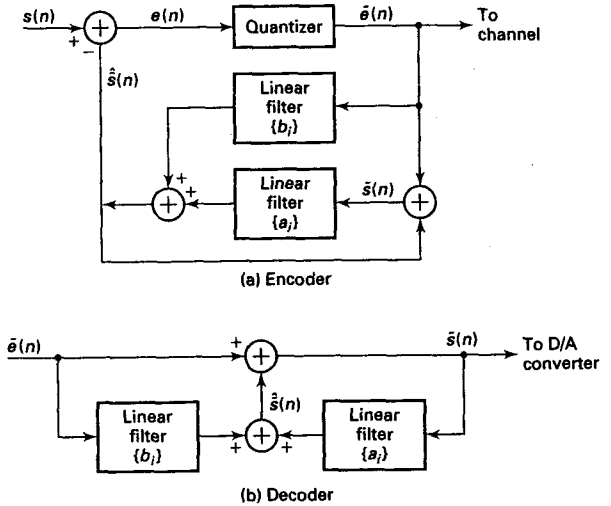 s(n) + − e(n) Quantizer ẽ(n) To
channel
ŝ̃(n)
Linear
filter
{b_i}
+
+
Linear
filter
{a_i}
s̃(n)
(a) Encoder
ẽ(n) + s̃(n) To D/A
converter
ŝ̃(n)
Linear
filter
{b_i}
+ +
Linear
filter
{a_i}
(b) Decoder